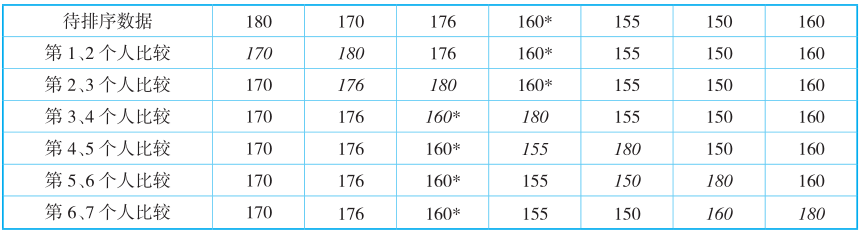 待排序数据 180 170 176 160* 155 150 160
第1、2个人比较 170 180 176 160* 155 150 160
第2、3个人比较 170 176 180 160* 155 150 160
第3、4个人比较 170 176 160* 180 155 150 160
第4、5个人比较 170 176 160* 155 180 150 160
第5、6个人比较 170 176 160* 155 150 180 160
第6、7个人比较 170 176 160* 155 150 160 180